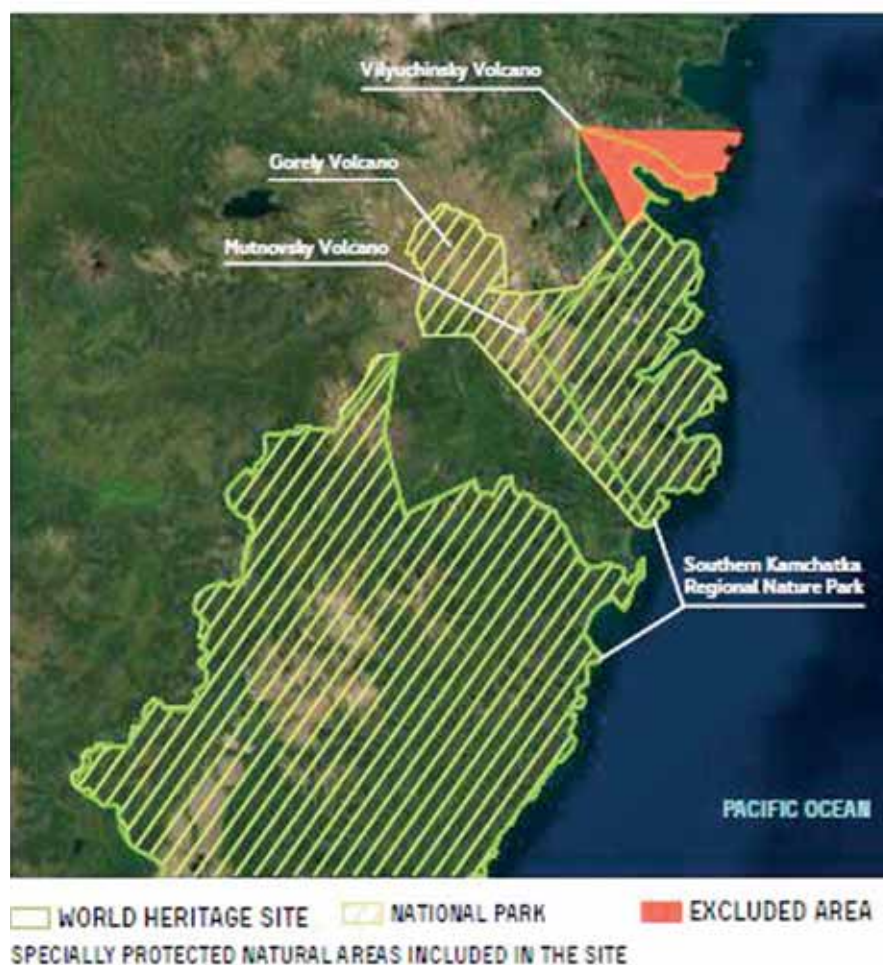 Vilyuchinsky Volcano
Gorely Volcano
Mutnovsky Volcano
Southern Kamchatka
Regional Nature Park
PACIFIC OCEAN
WORLD HERITAGE SITE NATIONAL PARK EXCLUDED AREA
SPECIALLY PROTECTED NATURAL AREAS INCLUDED IN THE SITE